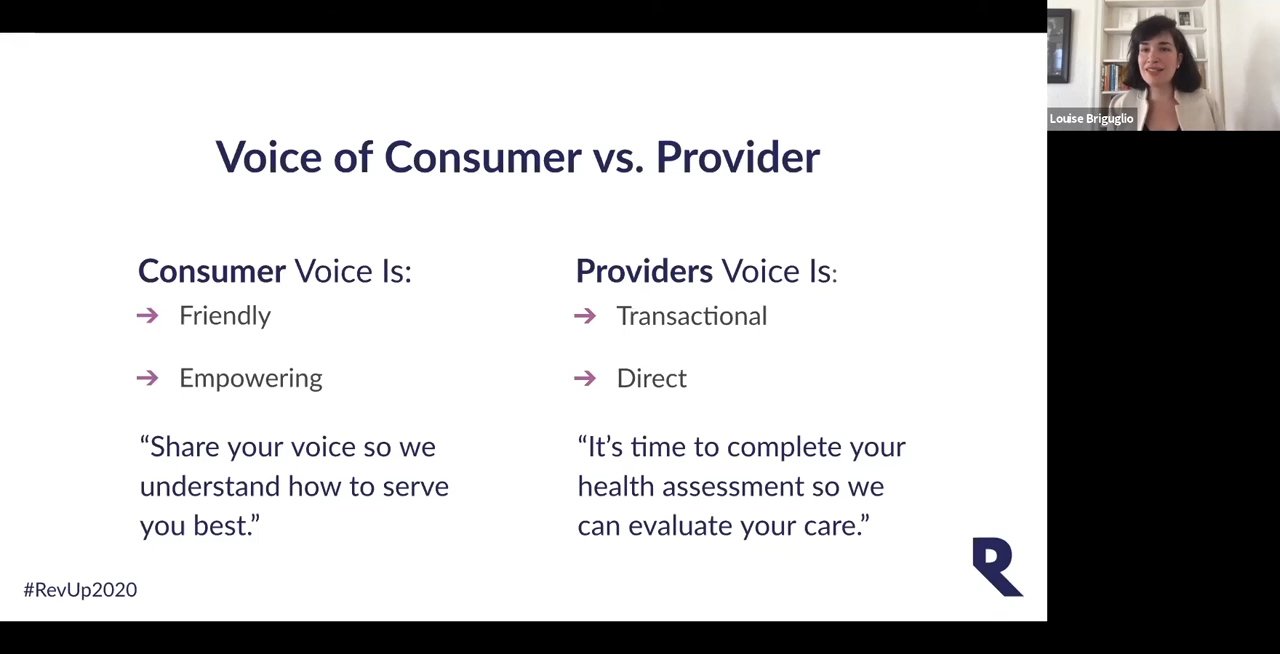 Voice of Consumer vs. Provider
Consumer Voice Is:
➔ Friendly
➔ Empowering
“Share your voice so we
understand how to serve
you best.”
Providers Voice Is:
➔ Transactional
➔ Direct
“It’s time to complete your
health assessment so we
can evaluate your care.”
#RevUp2020
R
Louise Briguglio